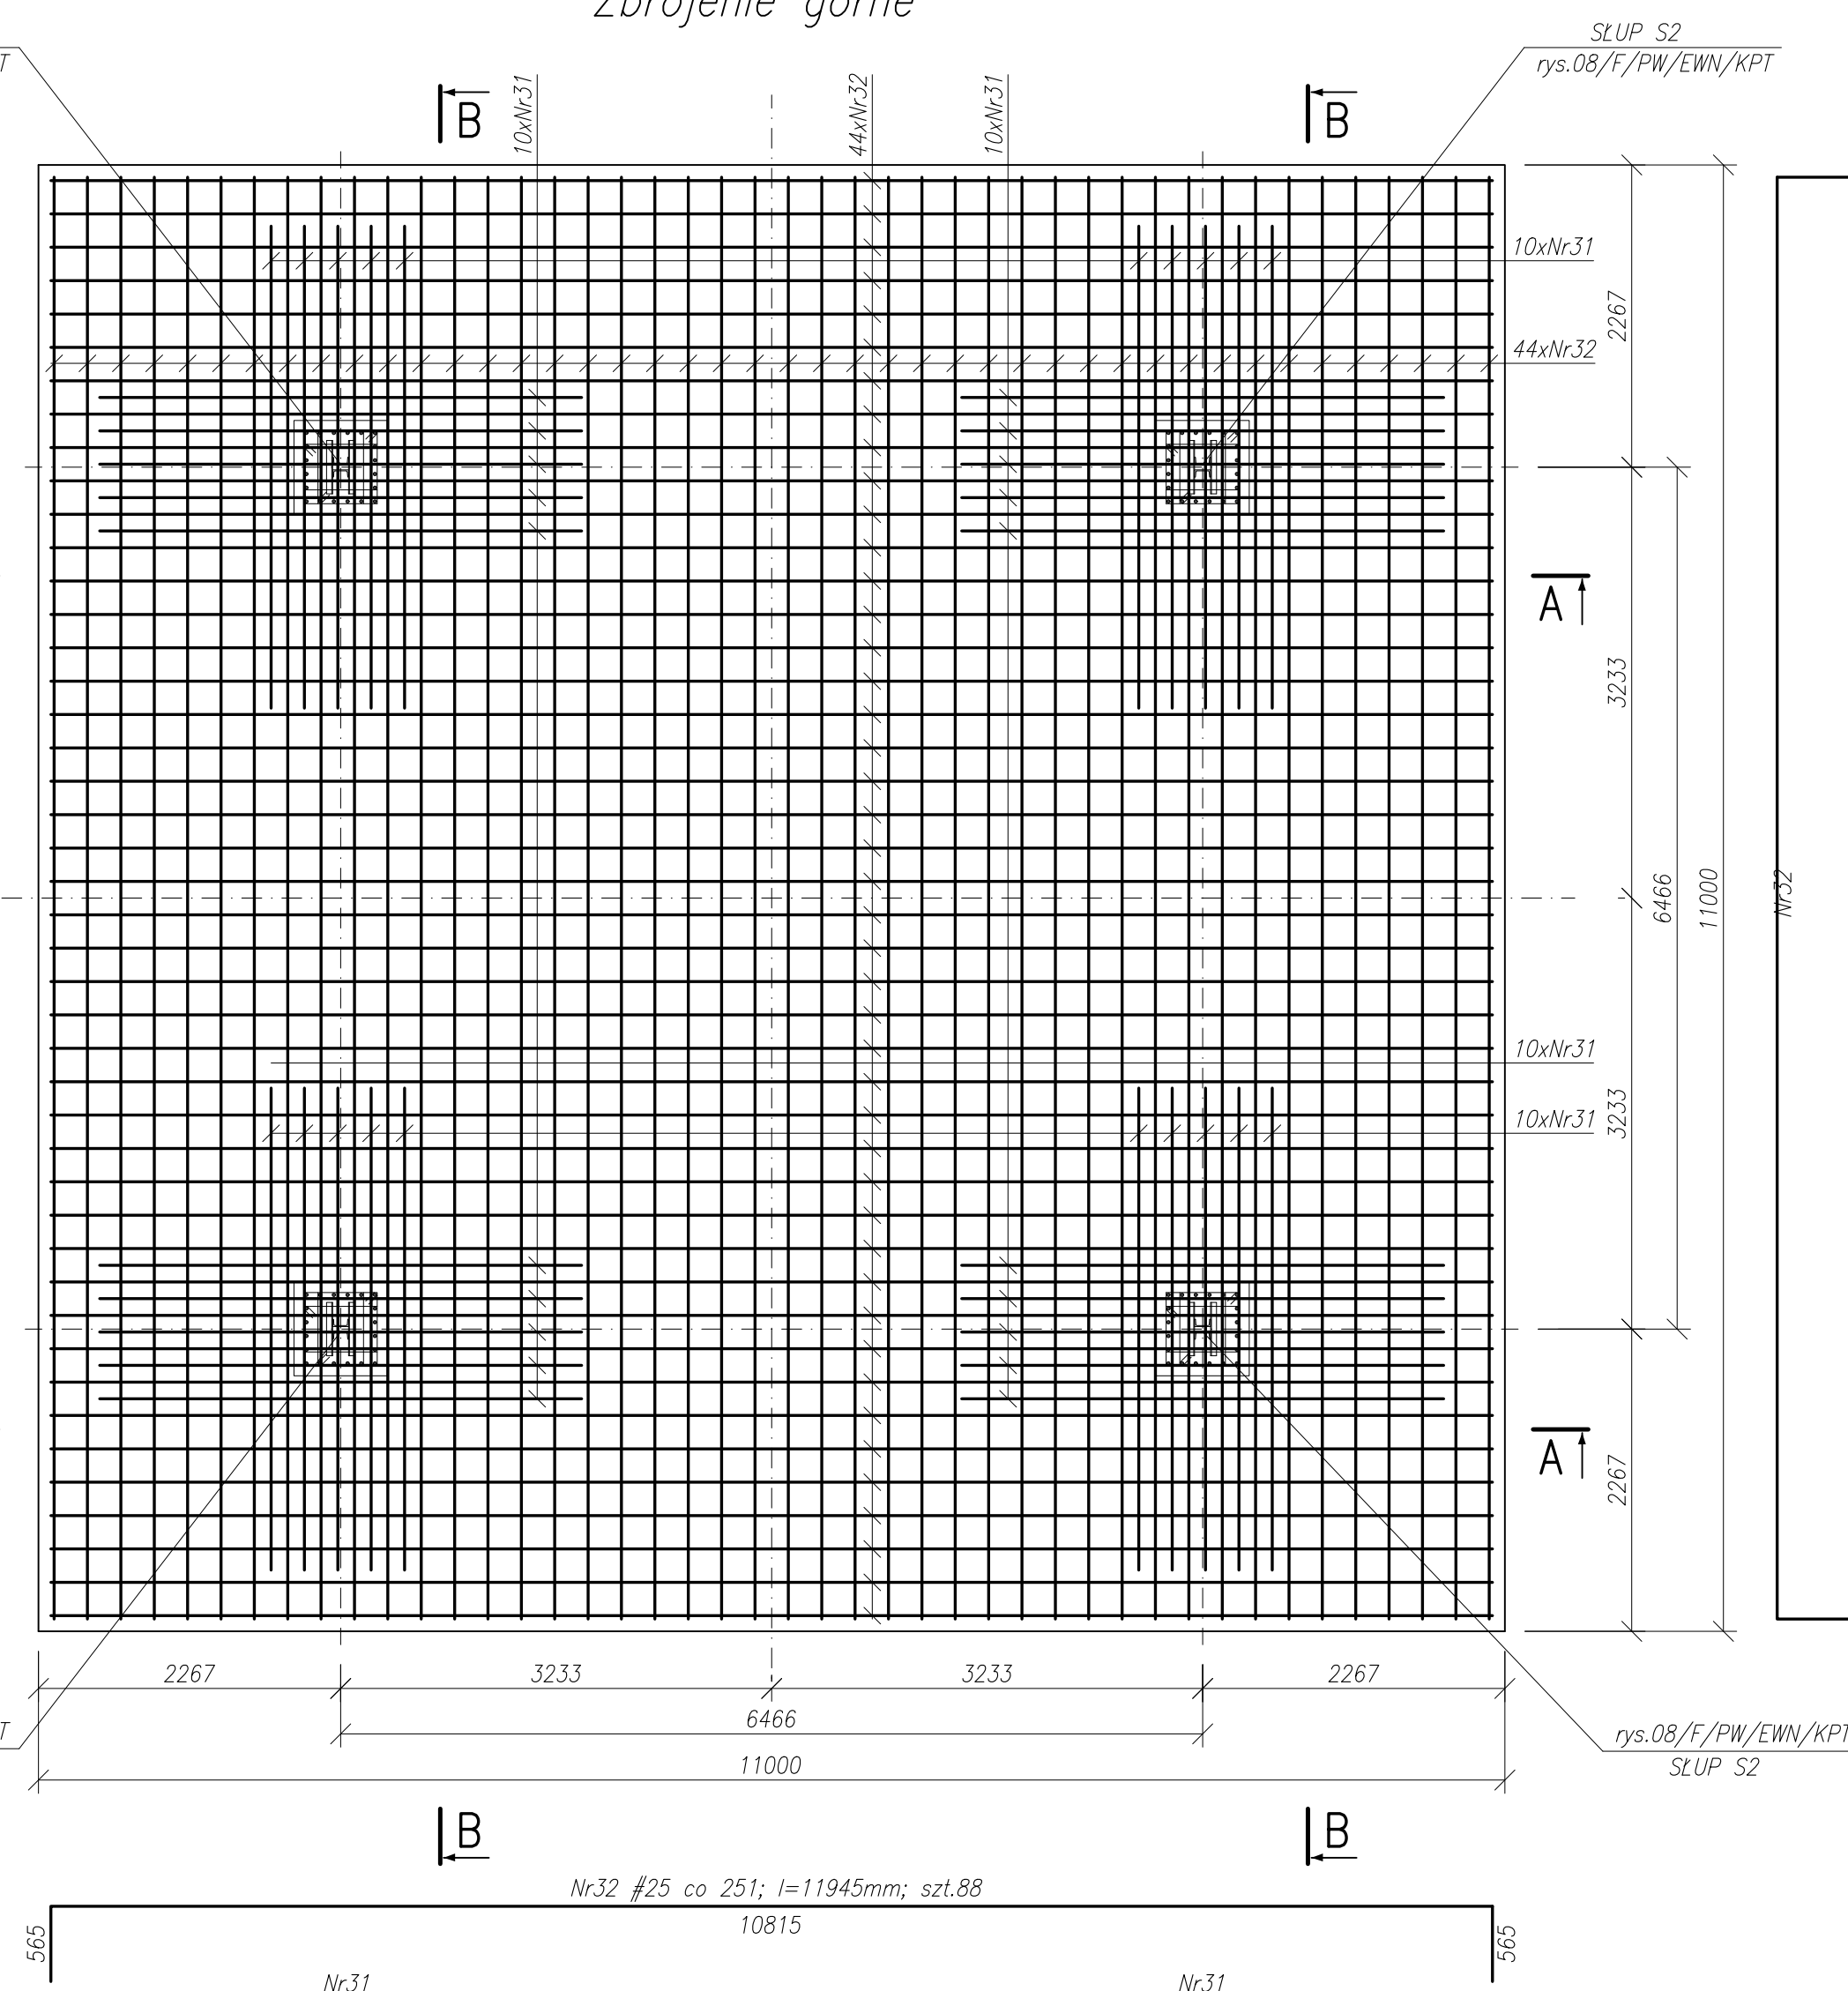 Zbrojenie górne
T
SŁUP S2
rys.08/F/PW/EWN/KPT
B
B
10xNr31
44xNr32
10xNr31
10xNr31
44xNr32
2267
A
3233
6466
11000
Nr32
10xNr31
10xNr31
3233
A
2267
2267
3233
3233
2267
6466
11000
T
rys.08/F/PW/EWN/KPT
SŁUP S2
B
B
Nr32 #25 co 251; l=11945mm; szt.88
10815
565
565
Nr31
Nr31